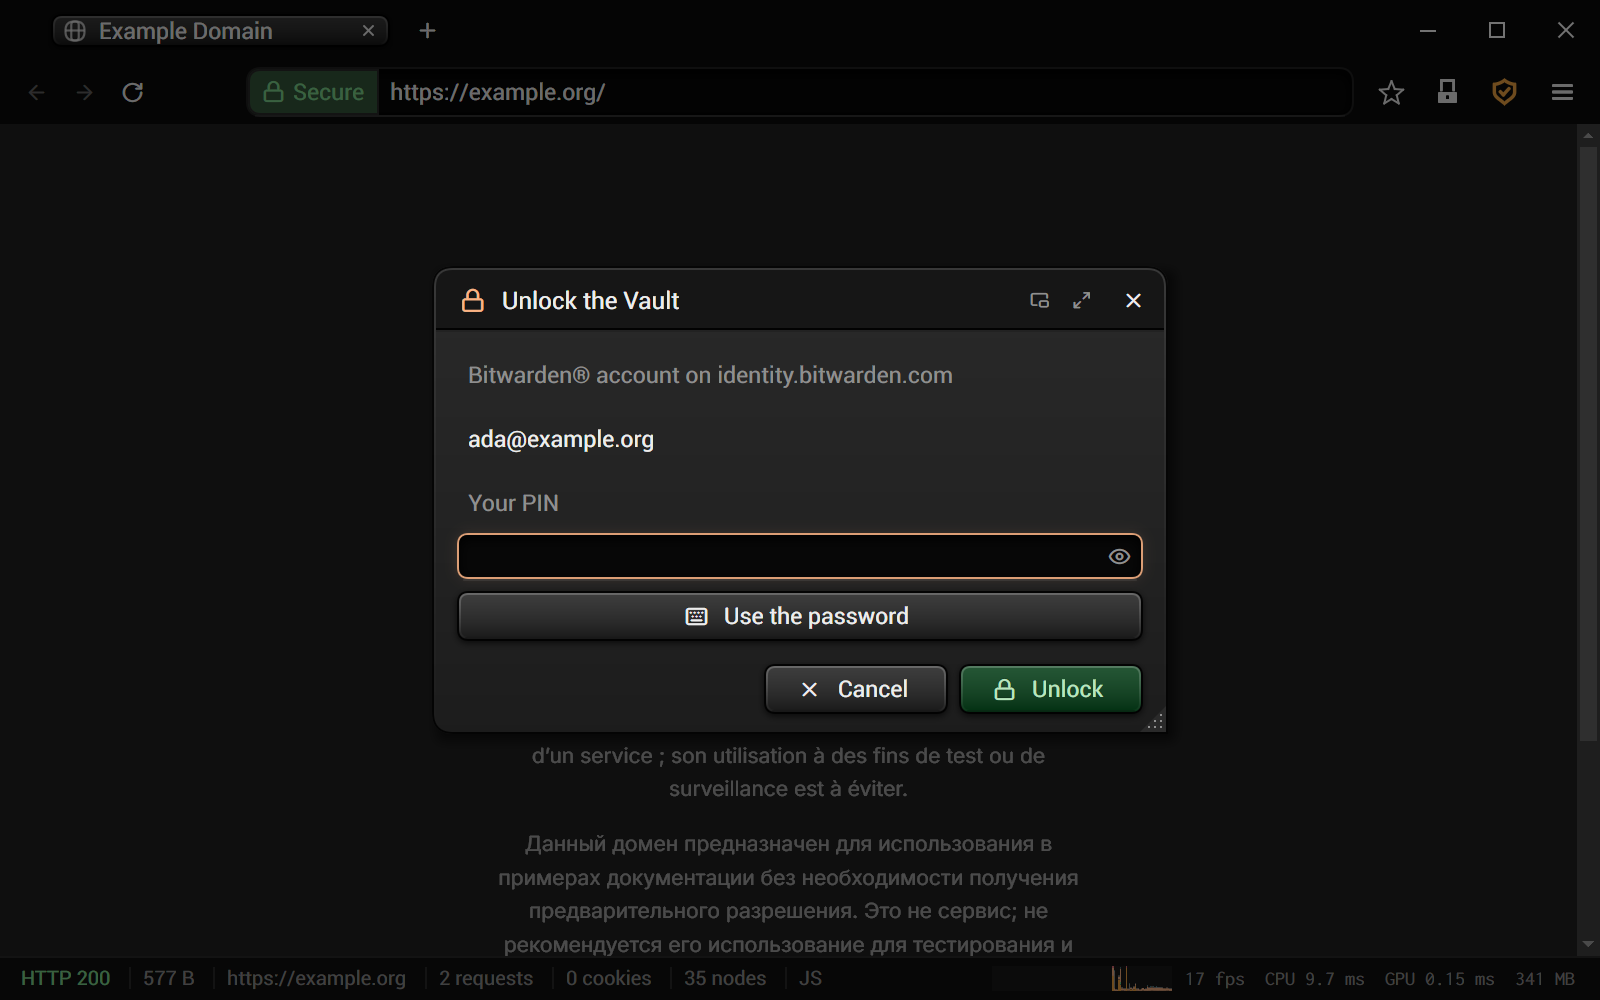 Example Domain
Secure https://example.org/
Unlock the Vault
Bitwarden® account on identity.bitwarden.com
ada@example.org
Your PIN
Use the password
Cancel Unlock
d’un service ; son utilisation à des fins de test ou de
surveillance est à éviter.
Данный домен предназначен для использования в
примерах документации без необходимости получения
предварительного разрешения. Это не сервис; не
рекомендуется его использование для тестирования и
HTTP 200 577 B https://example.org 2 requests 0 cookies 35 nodes JS 17 fps CPU 9.7 ms GPU 0.15 ms 341 MB